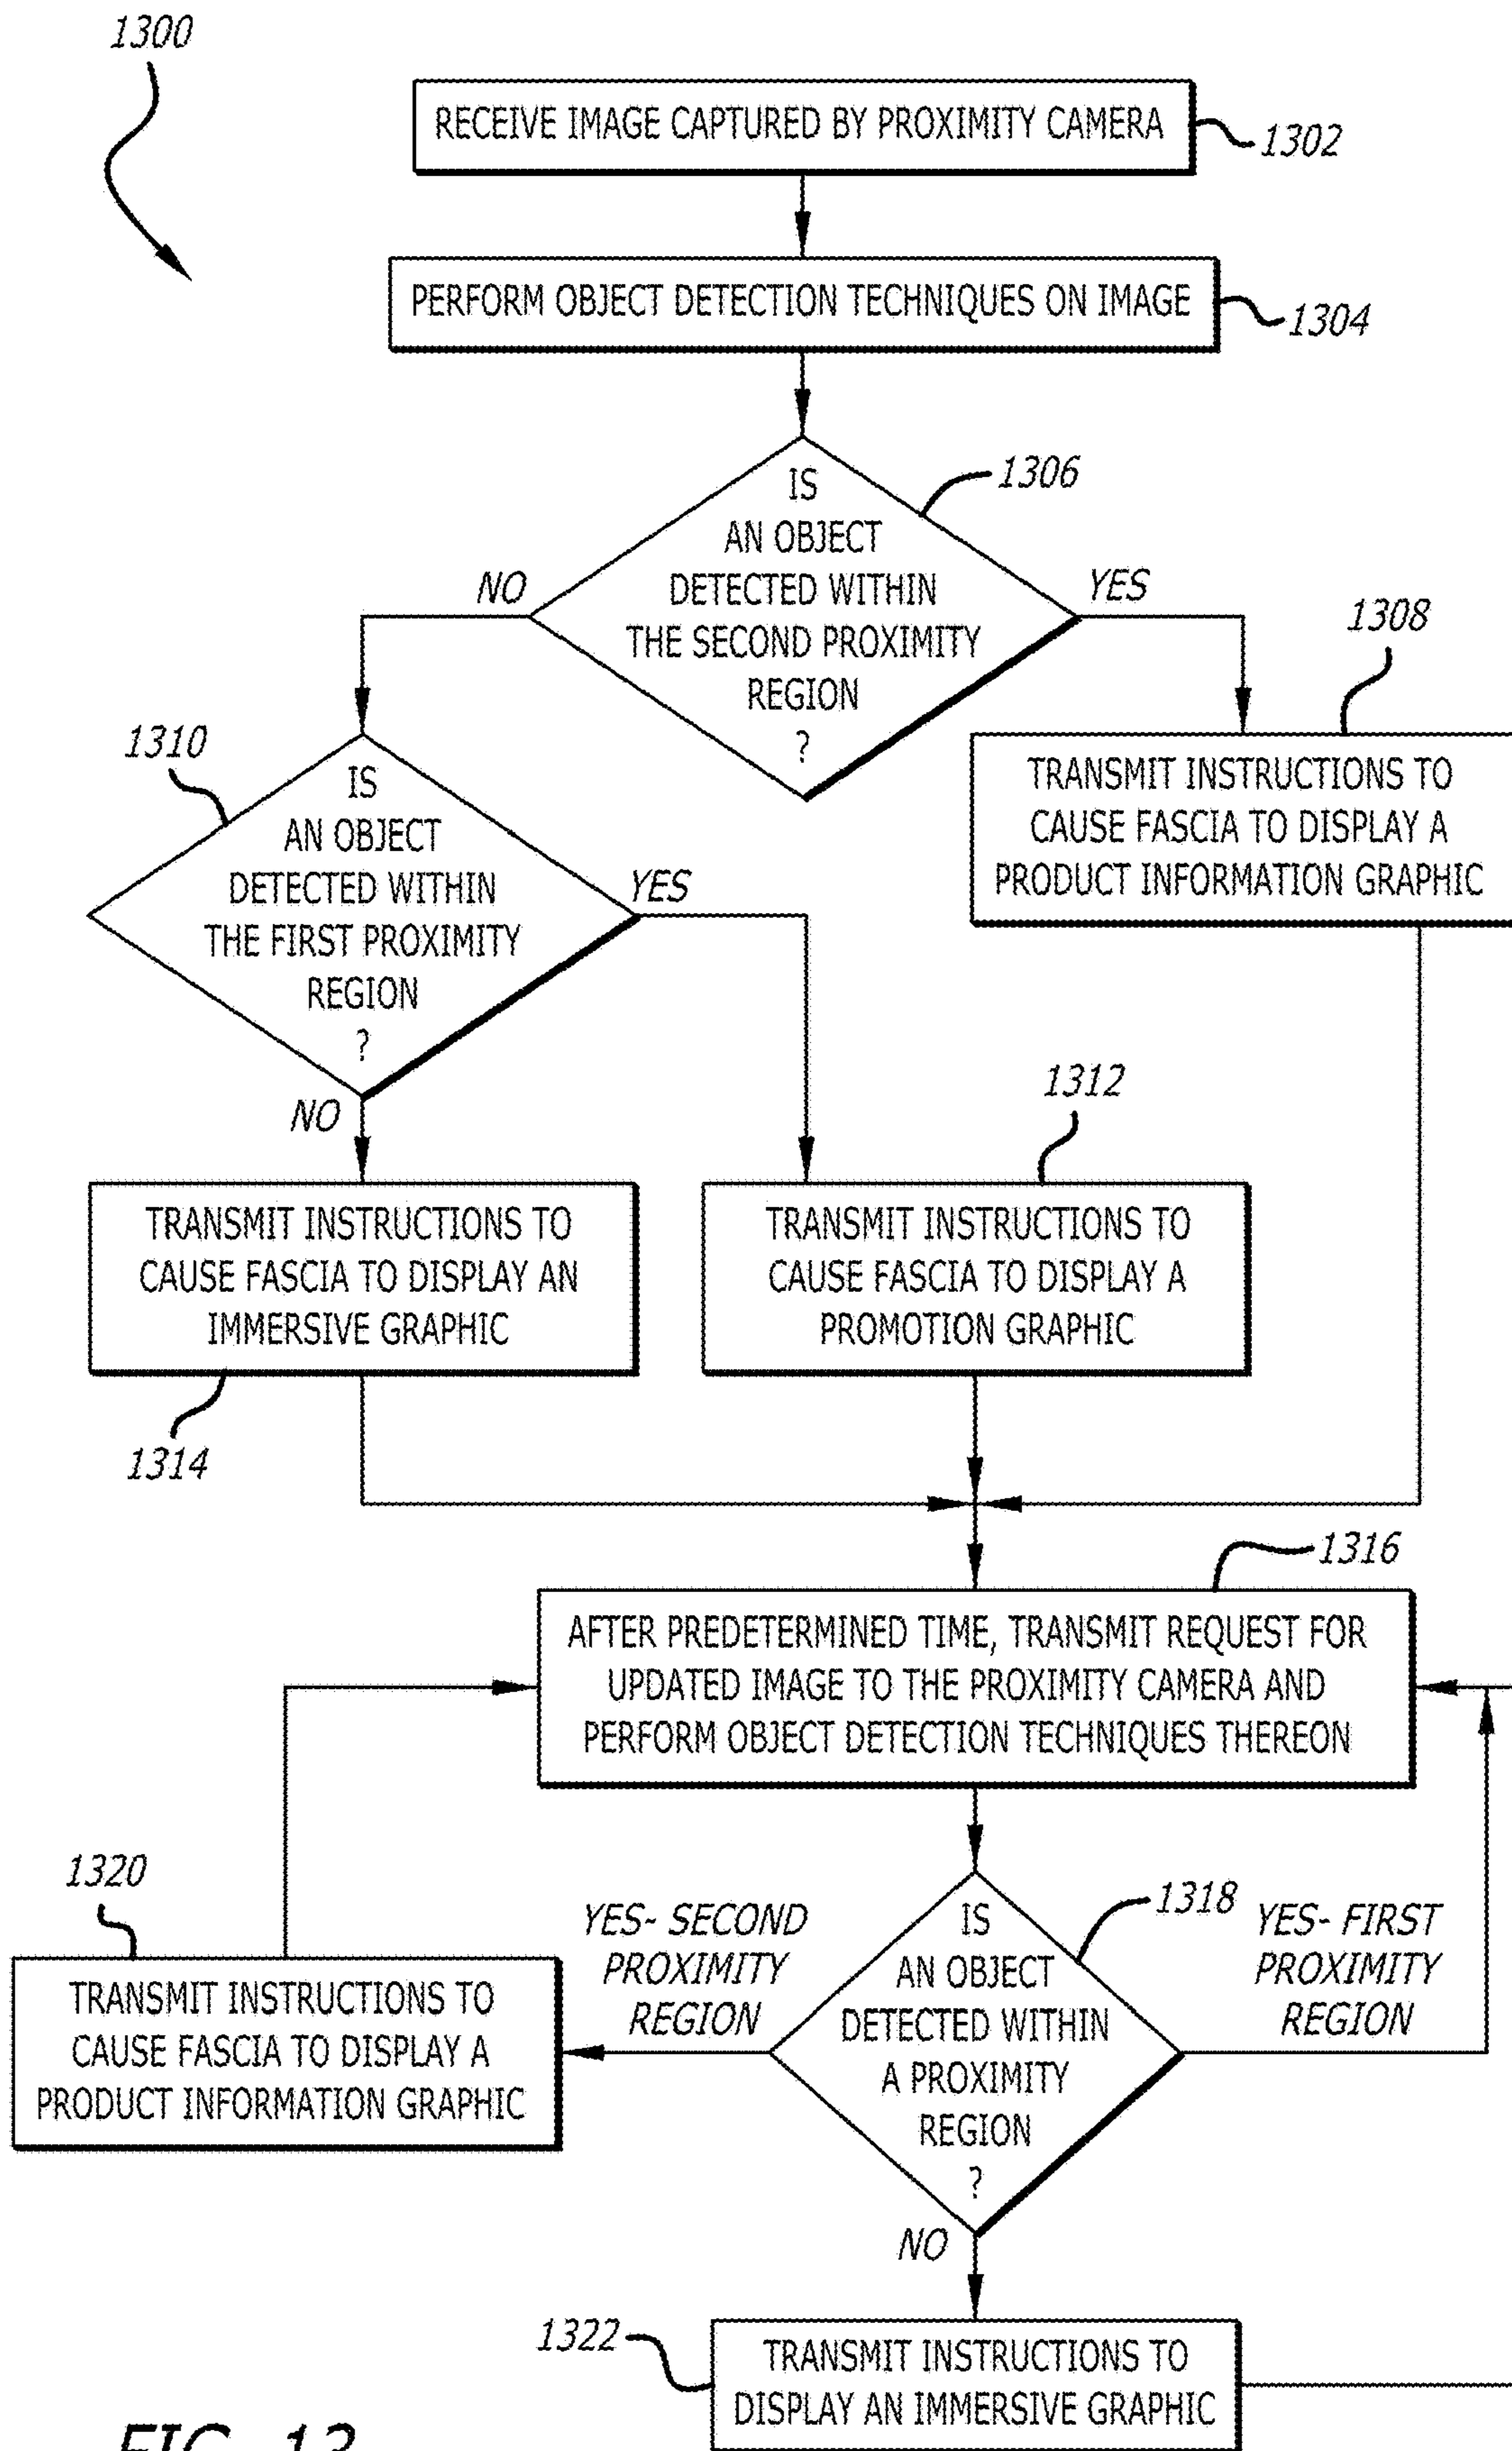 1300
RECEIVE IMAGE CAPTURED BY PROXIMITY CAMERA
1302
PERFORM OBJECT DETECTION TECHNIQUES ON IMAGE
1304
IS
AN OBJECT
DETECTED WITHIN
THE SECOND PROXIMITY
REGION
?
1306
NO
YES
1308
TRANSMIT INSTRUCTIONS TO
CAUSE FASCIA TO DISPLAY A
PRODUCT INFORMATION GRAPHIC
1310
IS
AN OBJECT
DETECTED WITHIN
THE FIRST PROXIMITY
REGION
?
YES
NO
1312
TRANSMIT INSTRUCTIONS TO
CAUSE FASCIA TO DISPLAY AN
IMMERSIVE GRAPHIC
TRANSMIT INSTRUCTIONS TO
CAUSE FASCIA TO DISPLAY A
PROMOTION GRAPHIC
1314
1316
AFTER PREDETERMINED TIME, TRANSMIT REQUEST FOR
UPDATED IMAGE TO THE PROXIMITY CAMERA AND
PERFORM OBJECT DETECTION TECHNIQUES THEREON
1320
YES- SECOND
PROXIMITY
REGION
1318
YES- FIRST
PROXIMITY
REGION
IS
AN OBJECT
DETECTED WITHIN
A PROXIMITY
REGION
?
TRANSMIT INSTRUCTIONS TO
CAUSE FASCIA TO DISPLAY A
PRODUCT INFORMATION GRAPHIC
NO
1322
TRANSMIT INSTRUCTIONS TO
DISPLAY AN IMMERSIVE GRAPHIC
FIG. 13